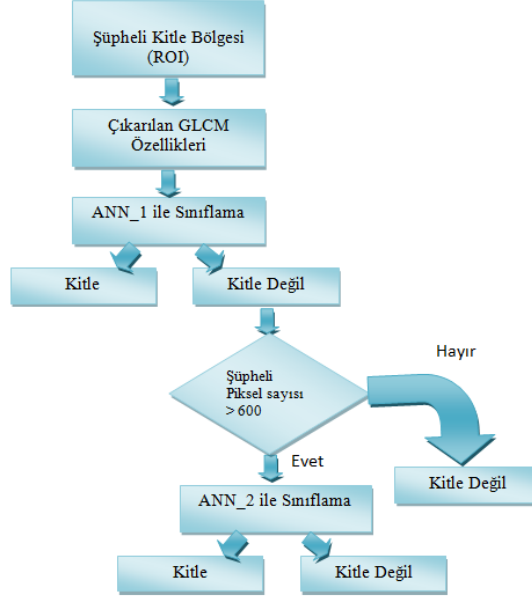 Şüpheli Kitle Bölgesi
(ROI)
Çıkarılan GLCM
Özellikleri
ANN_1 ile Sınıflama
Kitle
Kitle Değil
Şüpheli
Piksel sayısı
> 600
Hayır
Evet
Kitle Değil
ANN_2 ile Sınıflama
Kitle
Kitle Değil